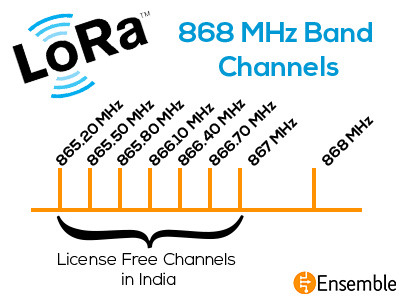 LoRa™
868 MHz Band
Channels
865.20 MHz
865.50 MHz
865.80 MHz
866.10 MHz
866.40 MHz
866.70 MHz
867 MHz
868 MHz
License Free Channels
in India
Ensemble